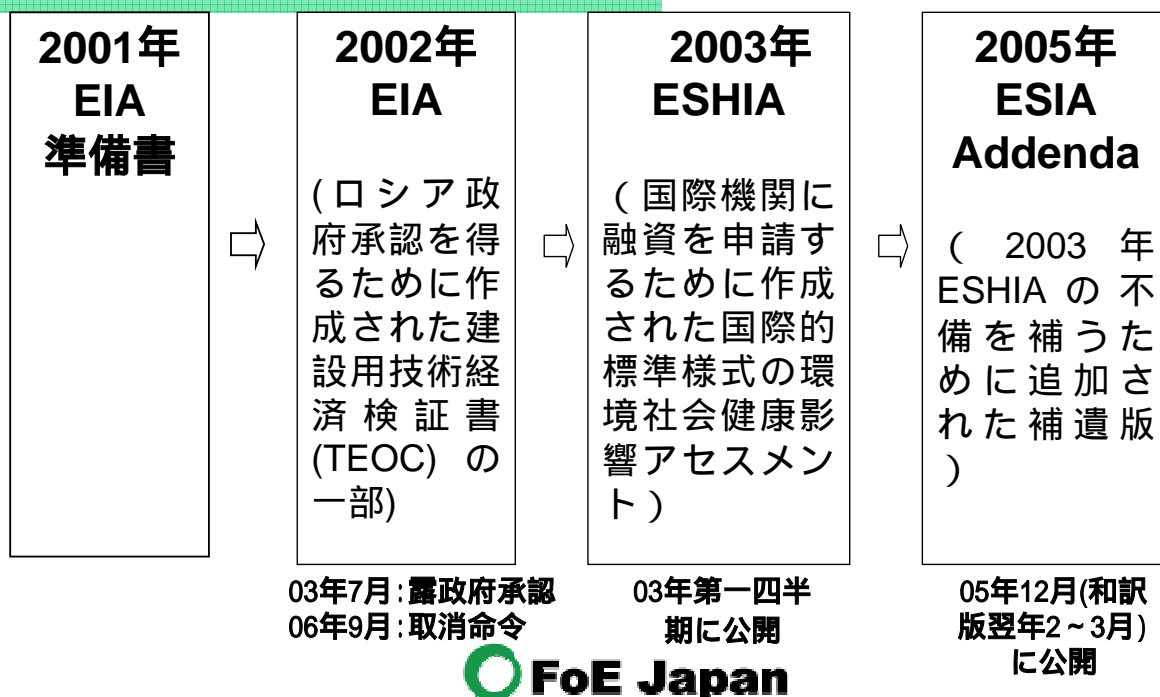 2001年
EIA
準備書
2002年
EIA
(ロシア政
府承認を得
るために作
成された建
設用技術経
済検証書
(TEOC) の
一部)
2003年
ESHIA
（国際機関に
融資を申請す
るために作成
された国際的
標準様式の環
境社会健康影
響アセスメン
ト）
2005年
ESIA
Addenda
（ 2003 年
ESHIA の 不
備を補うた
めに追加さ
れた補遺版
）
03年7月:露政府承認
06年9月:取消命令
03年第一四半
期に公開
05年12月(和訳
版翌年2～3月)
に公開
FoE Japan